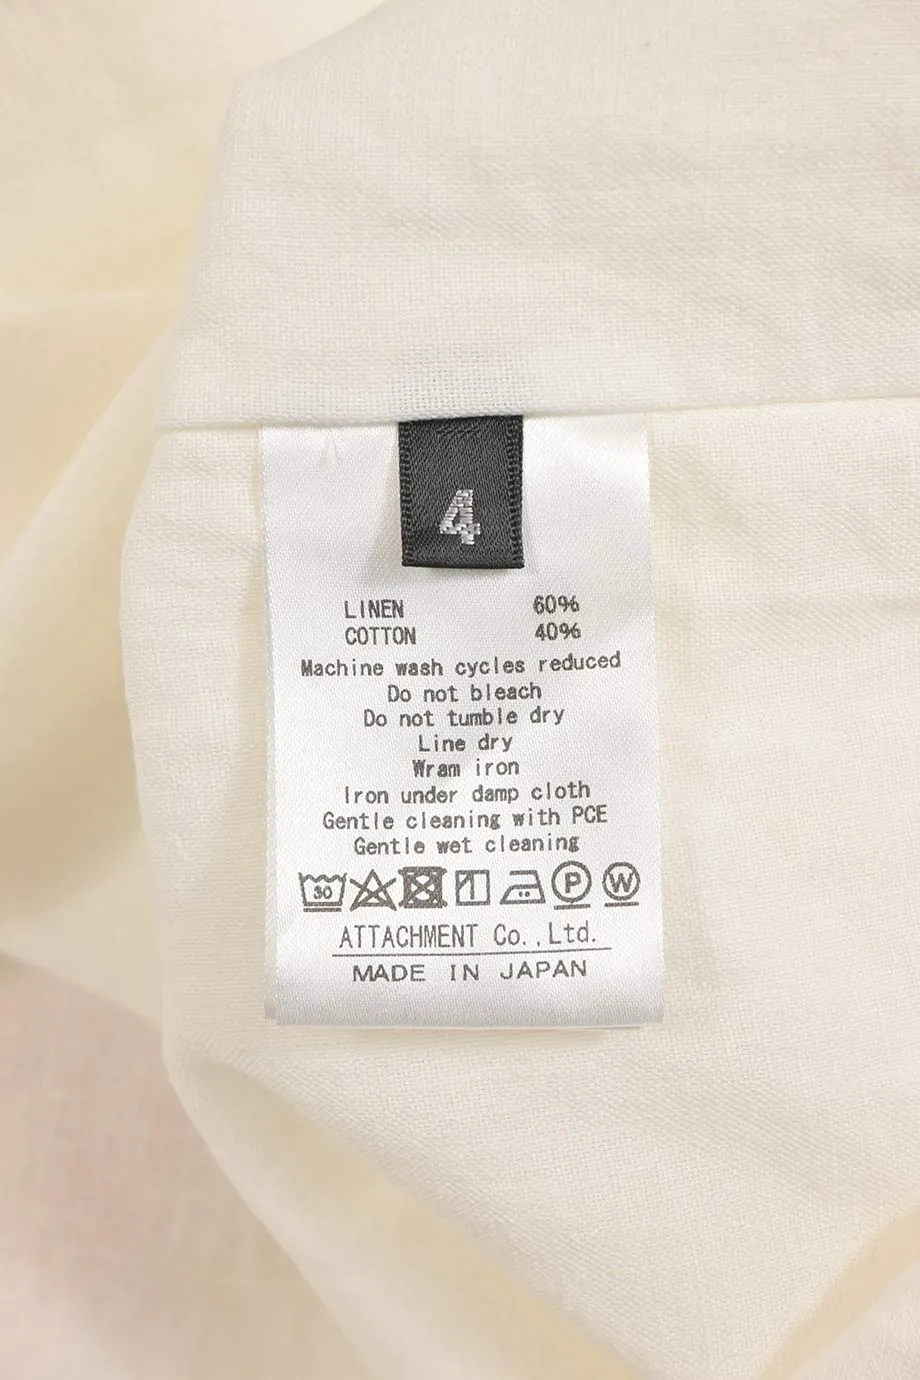 4
LINEN 60%
COTTON 40%
Machine wash cycles reduced
Do not bleach
Do not tumble dry
Line dry
Wram iron
Iron under damp cloth
Gentle cleaning with PCE
Gentle wet cleaning
30 P W
ATTACHMENT Co.,Ltd.
MADE IN JAPAN